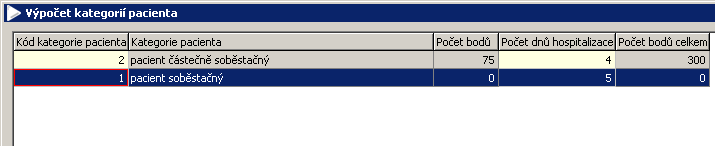 Výpočet kategorií pacienta
Kód kategorie pacienta Kategorie pacienta Počet bodů Počet dnů hospitalizace Počet bodů celkem
2 pacient částečně soběstačný 75 4 300
1 pacient soběstačný 0 5 0